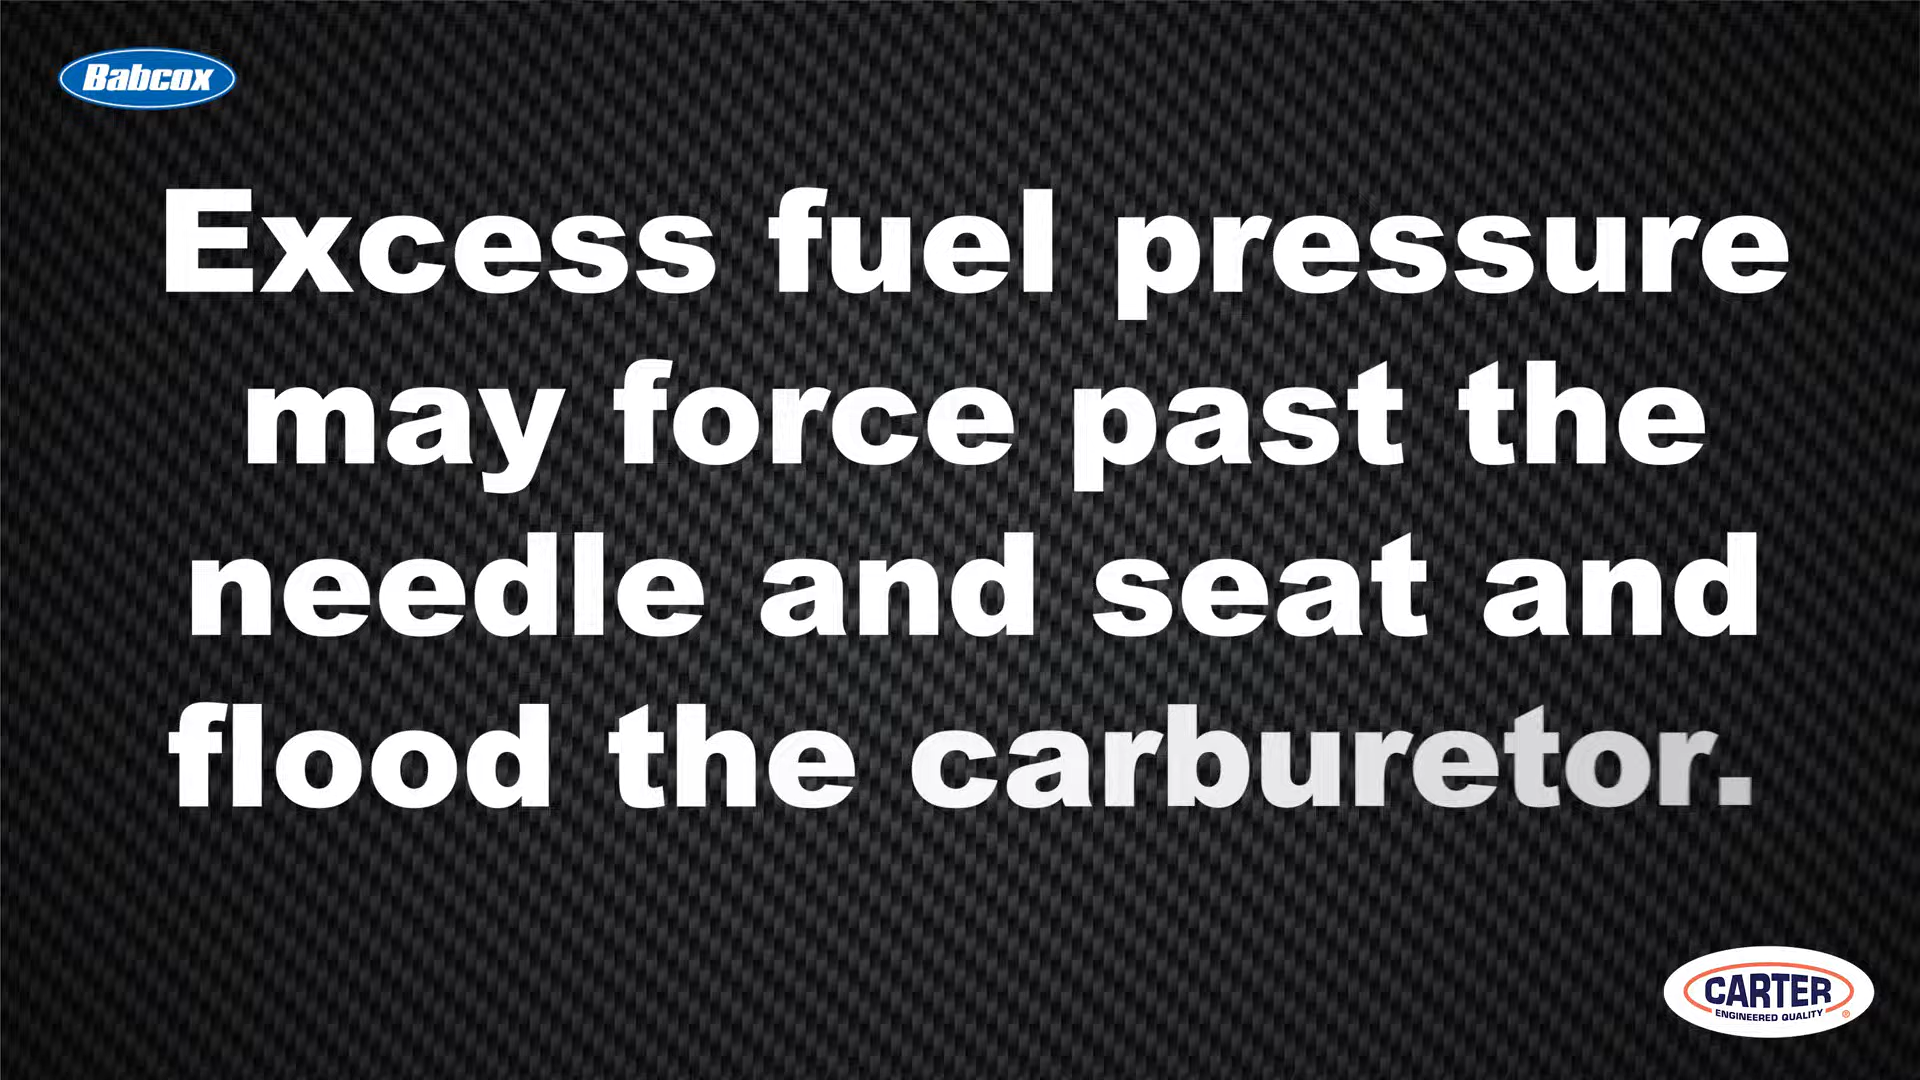 Babcox
Excess fuel pressure
may force past the
needle and seat and
flood the carburetor.
CARTER
ENGINEERED QUALITY ®